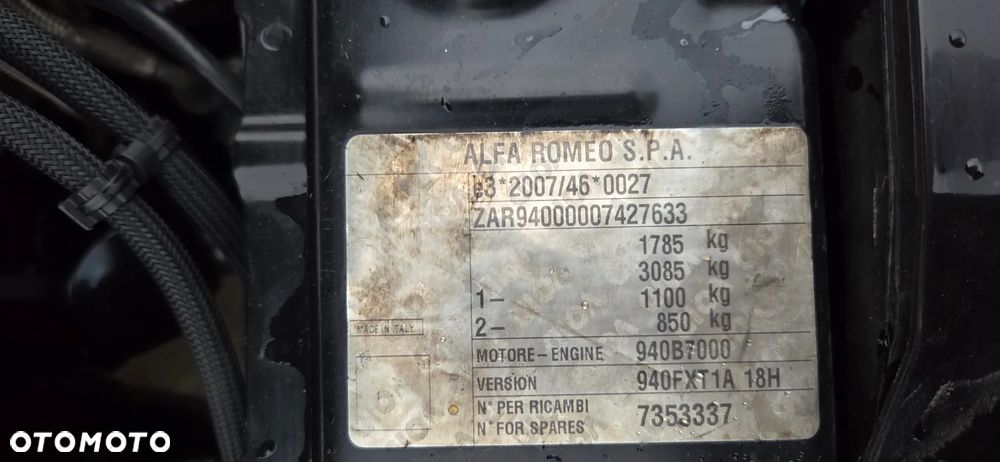 ALFA ROMEO S.P.A.
e3*2007/46*0027
ZAR94000007427633
1785 kg
3085 kg
1- 1100 kg
2- 850 kg
MADE IN ITALY
MOTORE-ENGINE 940B7000
VERSION 940FXT1A 18H
N° PER RICAMBI
N° FOR SPARES 7353337
OTOMOTO